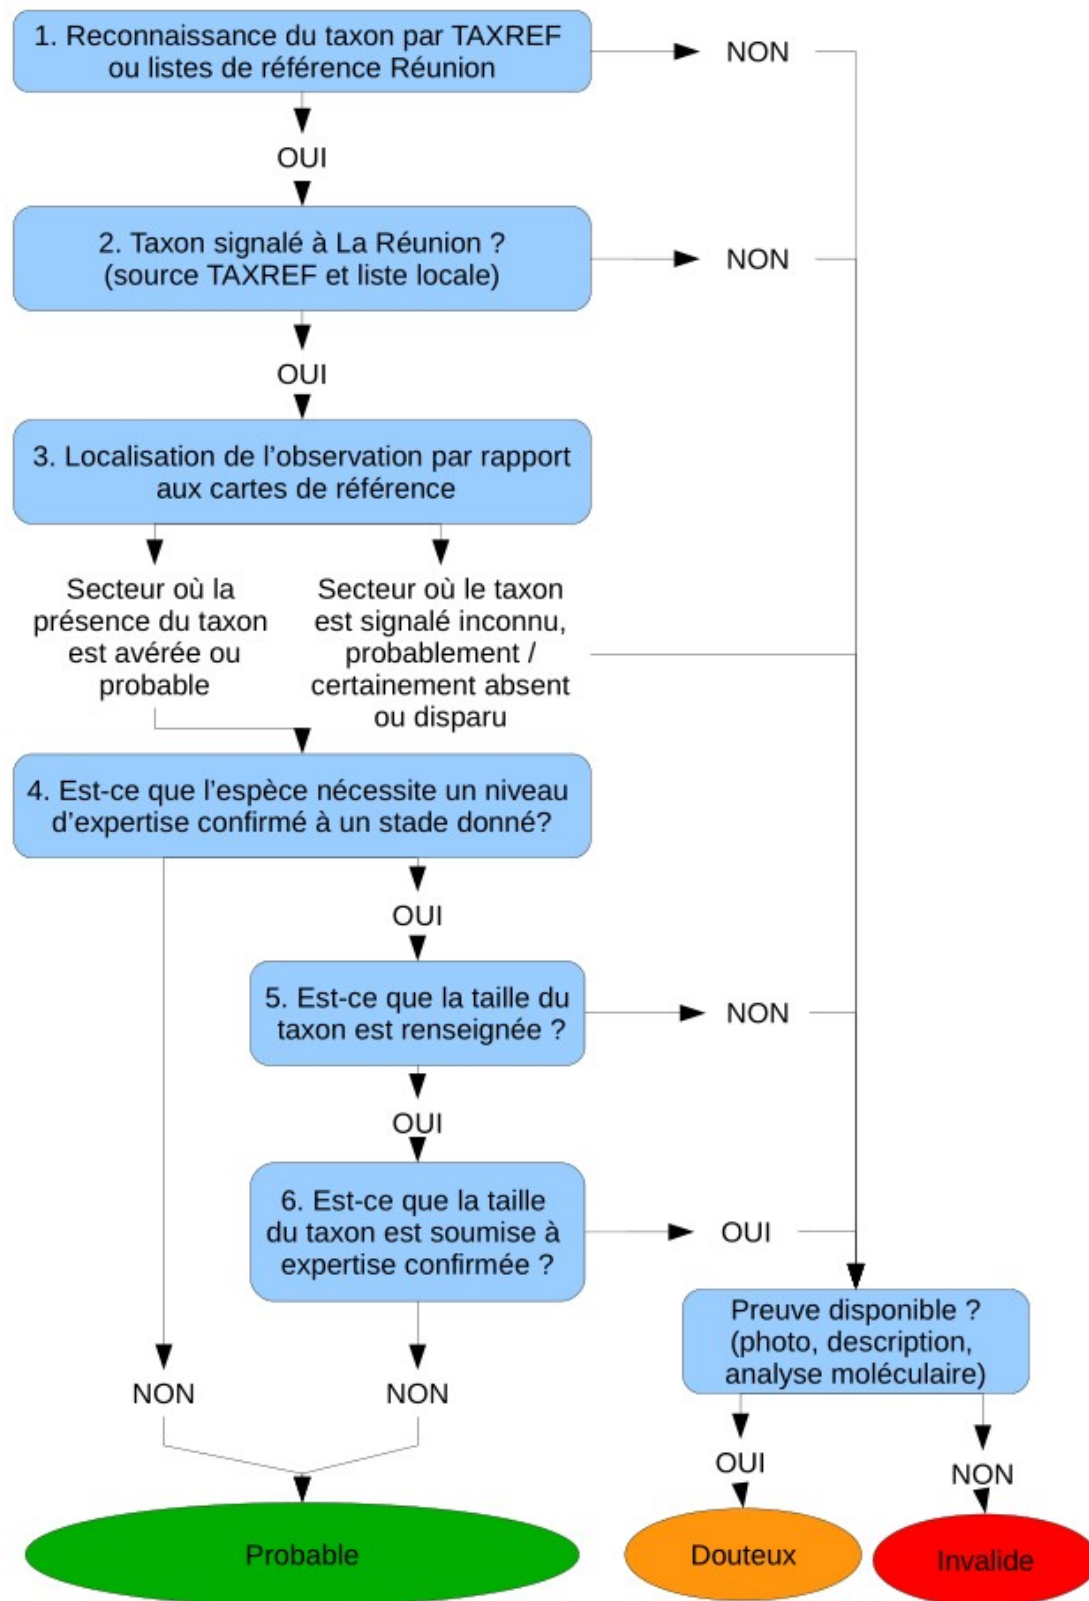 1. Reconnaissance du taxon par TAXREF
ou listes de référence Réunion
NON
OUI
2. Taxon signalé à La Réunion ?
(source TAXREF et liste locale)
NON
OUI
3. Localisation de l'observation par rapport
aux cartes de référence
Secteur où la
présence du taxon
est avérée ou
probable
Secteur où le taxon
est signalé inconnu,
probablement /
certainement absent
ou disparu
4. Est-ce que l'espèce nécessite un niveau
d'expertise confirmé à un stade donné?
OUI
5. Est-ce que la taille du
taxon est renseignée ?
NON
OUI
6. Est-ce que la taille
du taxon est soumise à
expertise confirmée ?
OUI
Preuve disponible ?
(photo, description,
analyse moléculaire)
NON
NON
OUI
NON
Probable
Douteux
Invalide